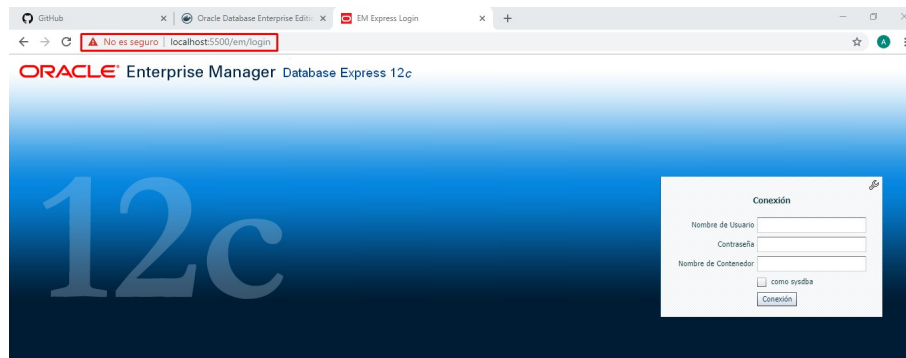 GitHub
Oracle Database Enterprise Editic
EM Express Login
No es seguro | localhost:5500/em/login
A
ORACLE Enterprise Manager Database Express 12c
12c
Conexión
Nombre de Usuario
Contraseña
Nombre de Contenedor
como sysdba
Conexión